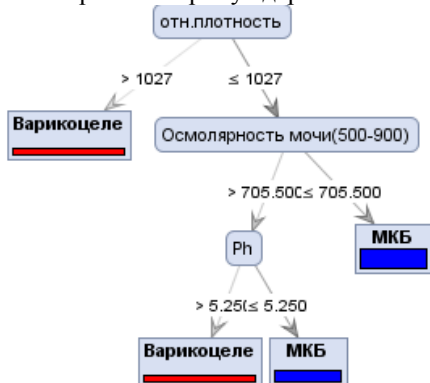 отн.плотность
> 1027
≤ 1027
Варикоцеле
Осмолярность мочи(500-900)
> 705.500
≤ 705.500
Ph
МКБ
> 5.250
≤ 5.250
Варикоцеле
МКБ